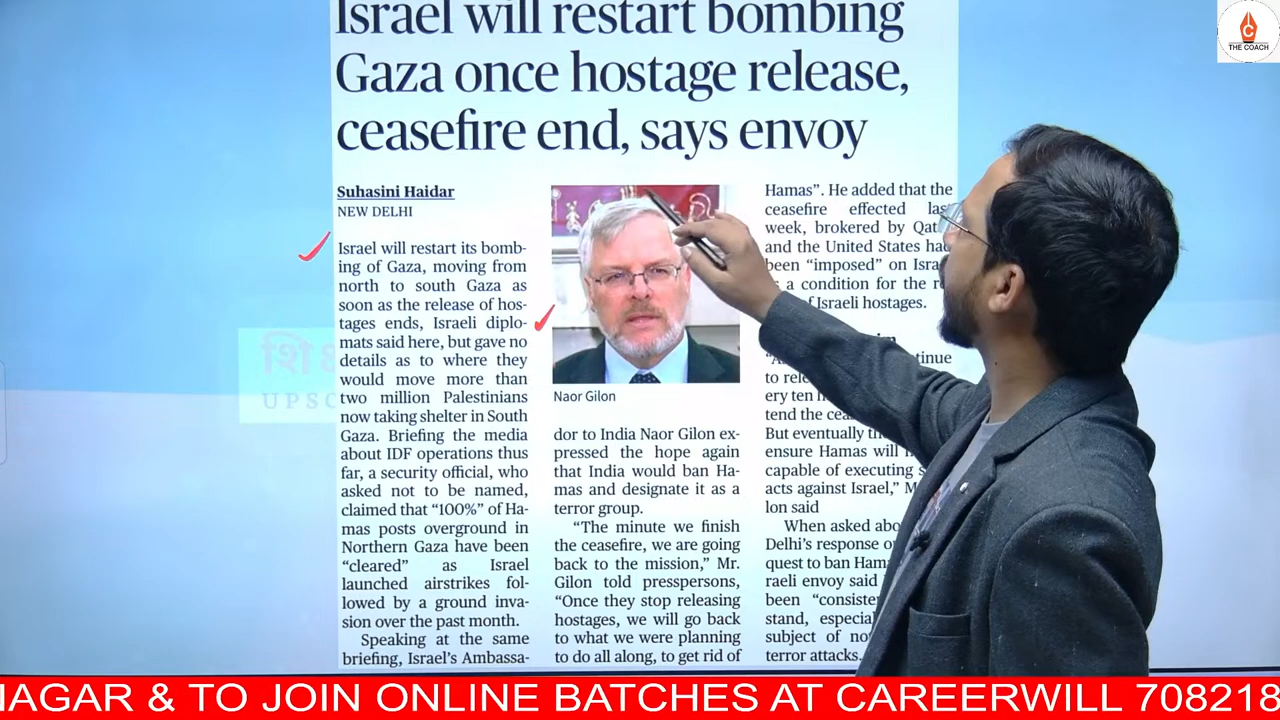 Israel will restart bombing
Gaza once hostage release,
ceasefire end, says envoy
THE COACH
Suhasini Haidar
NEW DELHI
Israel will restart its bomb-
ing of Gaza, moving from
north to south Gaza as
soon as the release of hos-
tages ends, Israeli diplo-
mats said here, but gave no
details as to where they
would move more than
two million Palestinians
now taking shelter in South
Gaza. Briefing the media
about IDF operations thus
far, a security official, who
asked not to be named,
claimed that “100%” of Ha-
mas posts overground in
Northern Gaza have been
“cleared” as Israel
launched airstrikes fol-
lowed by a ground inva-
sion over the past month.
Speaking at the same
briefing, Israel’s Ambassa-
Naor Gilon
dor to India Naor Gilon ex-
pressed the hope again
that India would ban Ha-
mas and designate it as a
terror group.
“The minute we finish
the ceasefire, we are going
back to the mission,” Mr.
Gilon told presspersons,
“Once they stop releasing
hostages, we will go back
to what we were planning
to do all along, to get rid of
Hamas”. He added that the
ceasefire effected
week, brokered by
and the United States had
been “imposed” on
a condition for the
of Israeli hostages.
to
ery ten
tend the
But eventually
ensure Hamas will
capable of executing
acts against Israel,”
lon said
When asked
Delhi’s response
quest to ban
raeli envoy said
been
stand,
subject of
terror attacks.
UPSC
NAGAR & TO JOIN ONLINE BATCHES AT CAREERWILL 708218